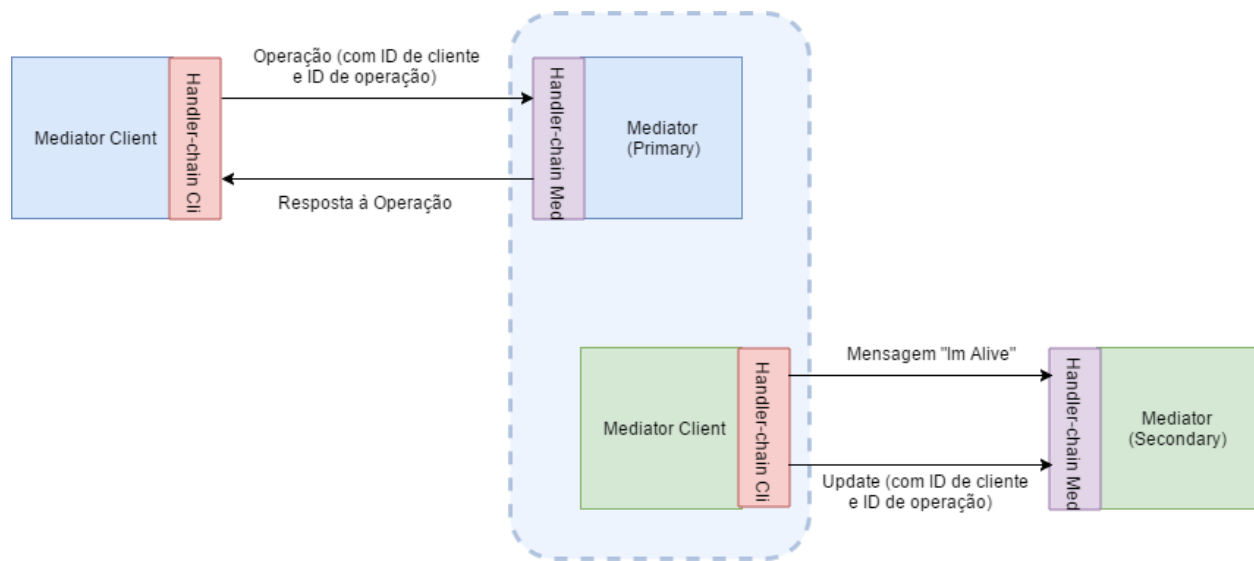 Operação (com ID de cliente
e ID de operação)
Mediator Client
Handler-chain Cli
Handler-chain Med
Mediator
(Primary)
Resposta á Operação
Mediator Client
Handler-chain Cli
Mensagem "Im Alive"
Handler-chain Med
Mediator
(Secondary)
Update (com ID de cliente
e ID de operação)